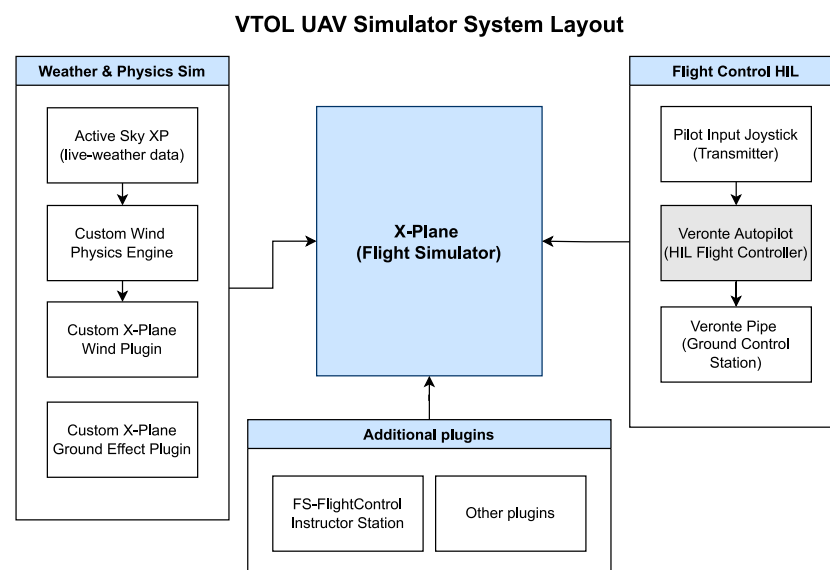 VTOL UAV Simulator System Layout
Weather & Physics Sim
Active Sky XP
(live-weather data)
Custom Wind
Physics Engine
Custom X-Plane
Wind Plugin
Custom X-Plane
Ground Effect Plugin
X-Plane
(Flight Simulator)
Flight Control HIL
Pilot Input Joystick
(Transmitter)
Veronte Autopilot
(HIL Flight Controller)
Veronte Pipe
(Ground Control
Station)
Additional plugins
FS-FlightControl
Instructor Station
Other plugins